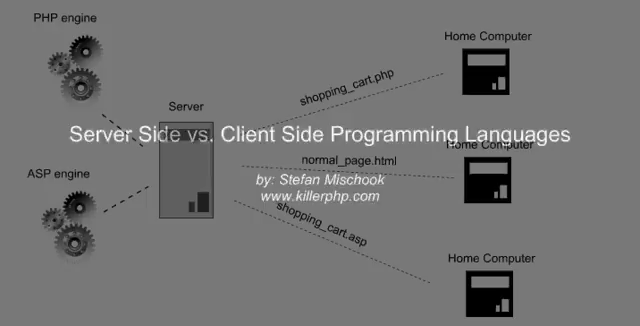 PHP engine
Home Computer
shopping_cart.php
Server
Server Side vs. Client Side Programming Languages
Home Computer
normal_page.html
ASP engine
by: Stefan Mischook
www.killerphp.com
shopping_cart.asp
Home Computer